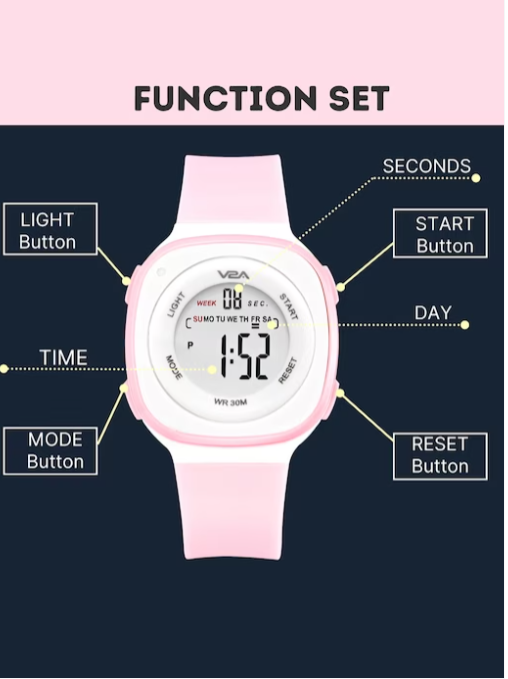 FUNCTION SET
SECONDS
LIGHT
Button
START
Button
V2A
LIGHT
WEEK 08 SEC.
START
SU MO TU WE TH FR SA
DAY
P 1:52
TIME
MODE
RESET
WR 30M
MODE
Button
RESET
Button